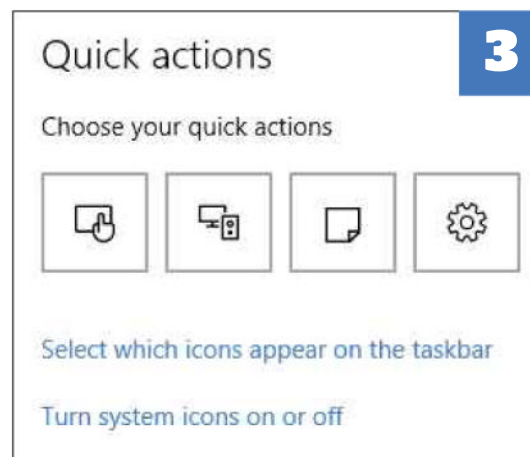 Quick actions
3
Choose your quick actions
Select which icons appear on the taskbar
Turn system icons on or off